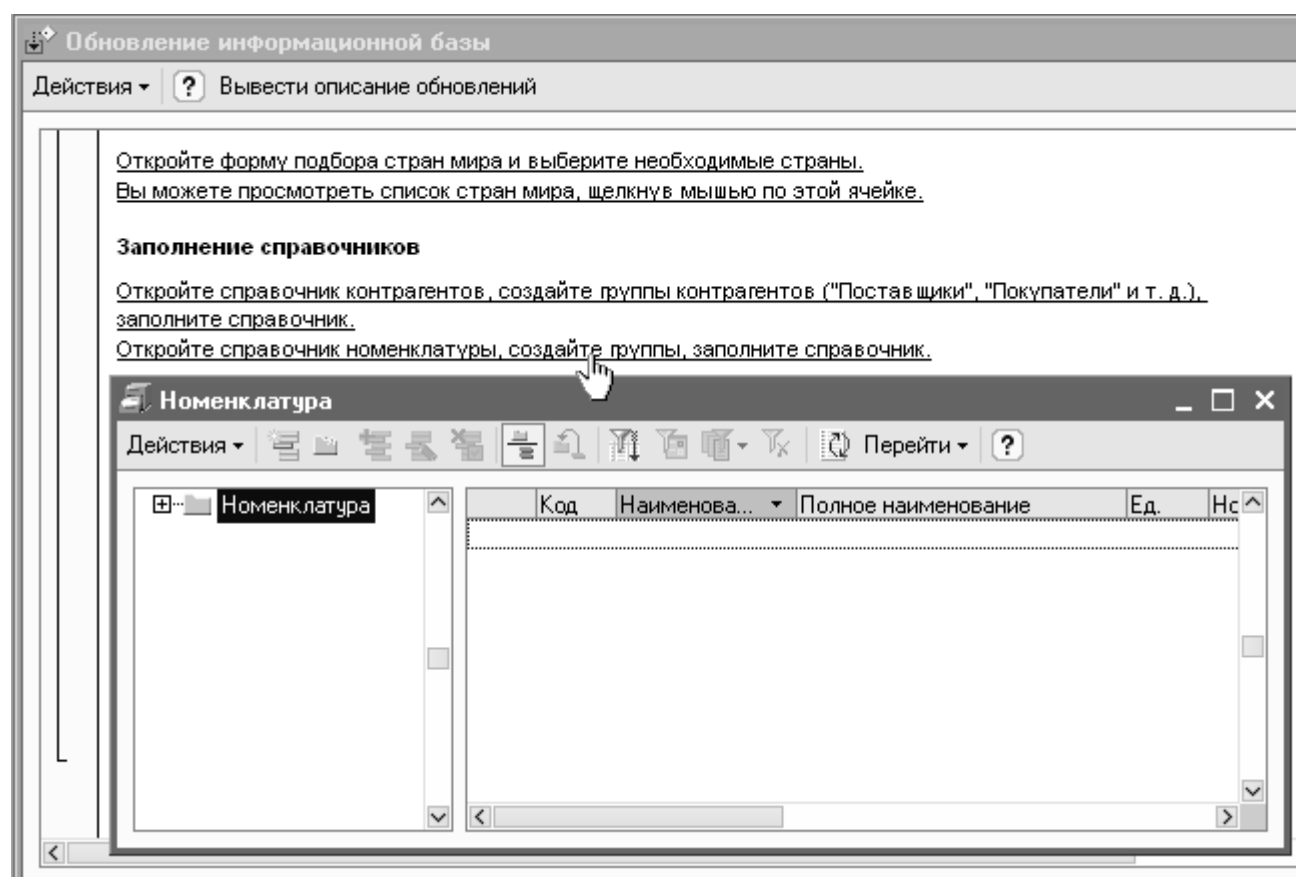 Обновление информационной базы
Действия ? Вывести описание обновлений
Откройте форму подбора стран мира и выберите необходимые страны.
Вы можете просмотреть список стран мира, щелкнув мышью по этой ячейке.
Заполнение справочников
Откройте справочник контрагентов, создайте группы контрагентов ("Поставщики", "Покупатели" и т. д.),
заполните справочник.
Откройте справочник номенклатуры, создайте группы, заполните справочник.
Номенклатура
Действия Перейти ?
Номенклатура Код Наименова... Полное наименование Ед. Но